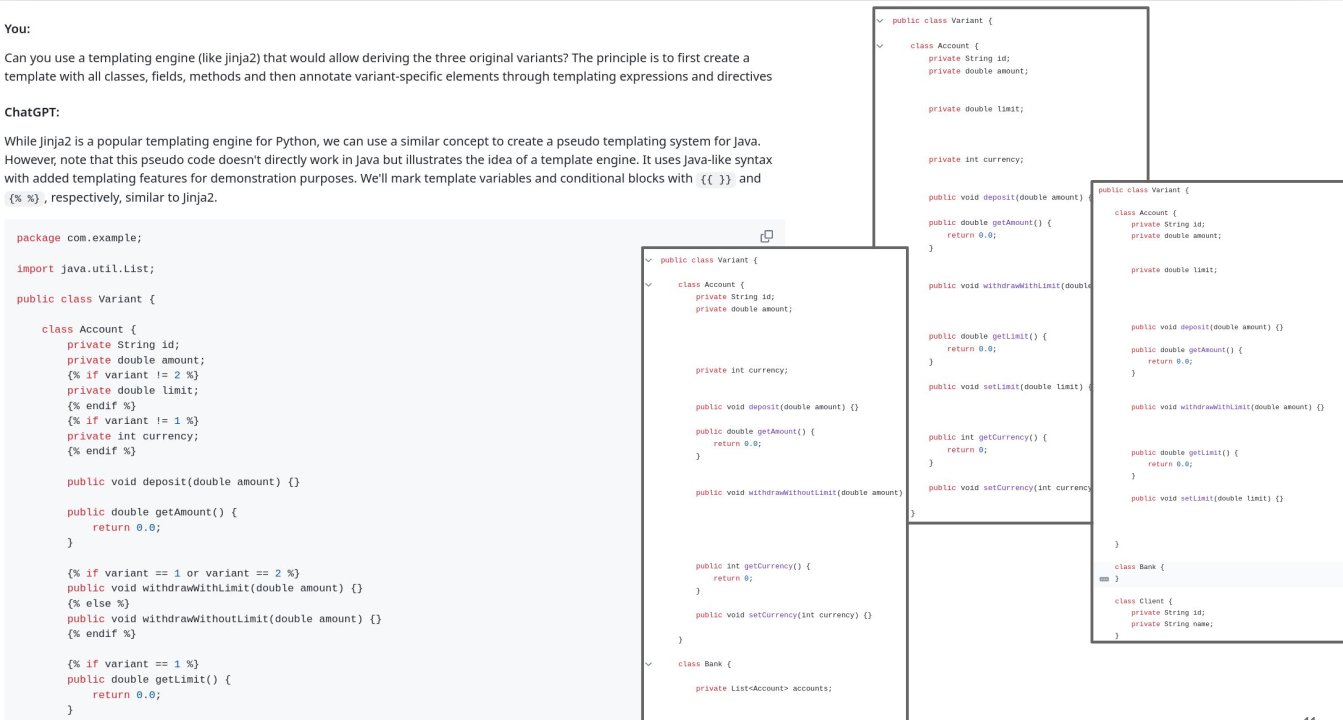 You:
Can you use a templating engine (like jinja2) that would allow deriving the three original variants? The principle is to first create a
template with all classes, fields, methods and then annotate variant-specific elements through templating expressions and directives
ChatGPT:
While Jinja2 is a popular templating engine for Python, we can use a similar concept to create a pseudo templating system for Java.
However, note that this pseudo code doesn't directly work in Java but illustrates the idea of a template engine. It uses Java-like syntax
with added templating features for demonstration purposes. We'll mark template variables and conditional blocks with {{ }} and
{% %} , respectively, similar to Jinja2.
package com.example;
import java.util.List;
public class Variant {
class Account {
private String id;
private double amount;
{% if variant != 2 %}
private double limit;
{% endif %}
{% if variant != 1 %}
private int currency;
{% endif %}
public void deposit(double amount) {}
public double getAmount() {
return 0.0;
}
{% if variant == 1 or variant == 2 %}
public void withdrawWithLimit(double amount) {}
{% else %}
public void withdrawWithoutLimit(double amount) {}
{% endif %}
{% if variant == 1 %}
public double getLimit() {
return 0.0;
}
public class Variant {
class Account {
private String id;
private double amount;
private int currency;
public void deposit(double amount) {}
public double getAmount() {
return 0.0;
}
public void withdrawWithoutLimit(double amount)
public int getCurrency() {
return 0;
}
public void setCurrency(int currency) {}
}
class Bank {
private List<Account> accounts;
public class Variant {
class Account {
private String id;
private double amount;
private double limit;
private int currency;
public void deposit(double amount) {
public double getAmount() {
return 0.0;
}
public void withdrawWithLimit(double
public double getLimit() {
return 0.0;
}
public void setLimit(double limit) {
public int getCurrency() {
return 0;
}
public void setCurrency(int currency
}
public class Variant {
class Account {
private String id;
private double amount;
private double limit;
public void deposit(double amount) {}
public double getAmount() {
return 0.0;
}
public void withdrawWithLimit(double amount) {}
public double getLimit() {
return 0.0;
}
public void setLimit(double limit) {}
}
class Bank {
}
class Client {
private String id;
private String name;
}